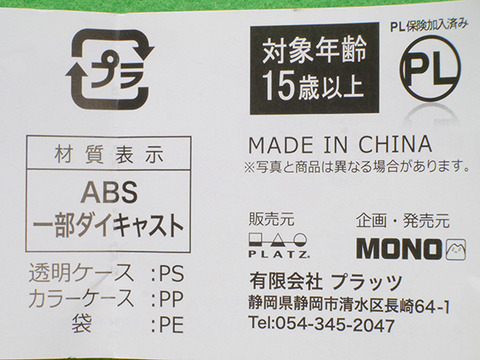 プラ
対象年齢
15歳以上
PL保険加入済み
PL
材質表示
ABS
一部ダイキャスト
透明ケース :PS
カラーケース :PP
袋 :PE
MADE IN CHINA
※写真と商品は異なる場合があります。
販売元
PLATZ
企画・発売元
MONO
有限会社 プラッツ
静岡県静岡市清水区長崎64-1
Tel:054-345-2047